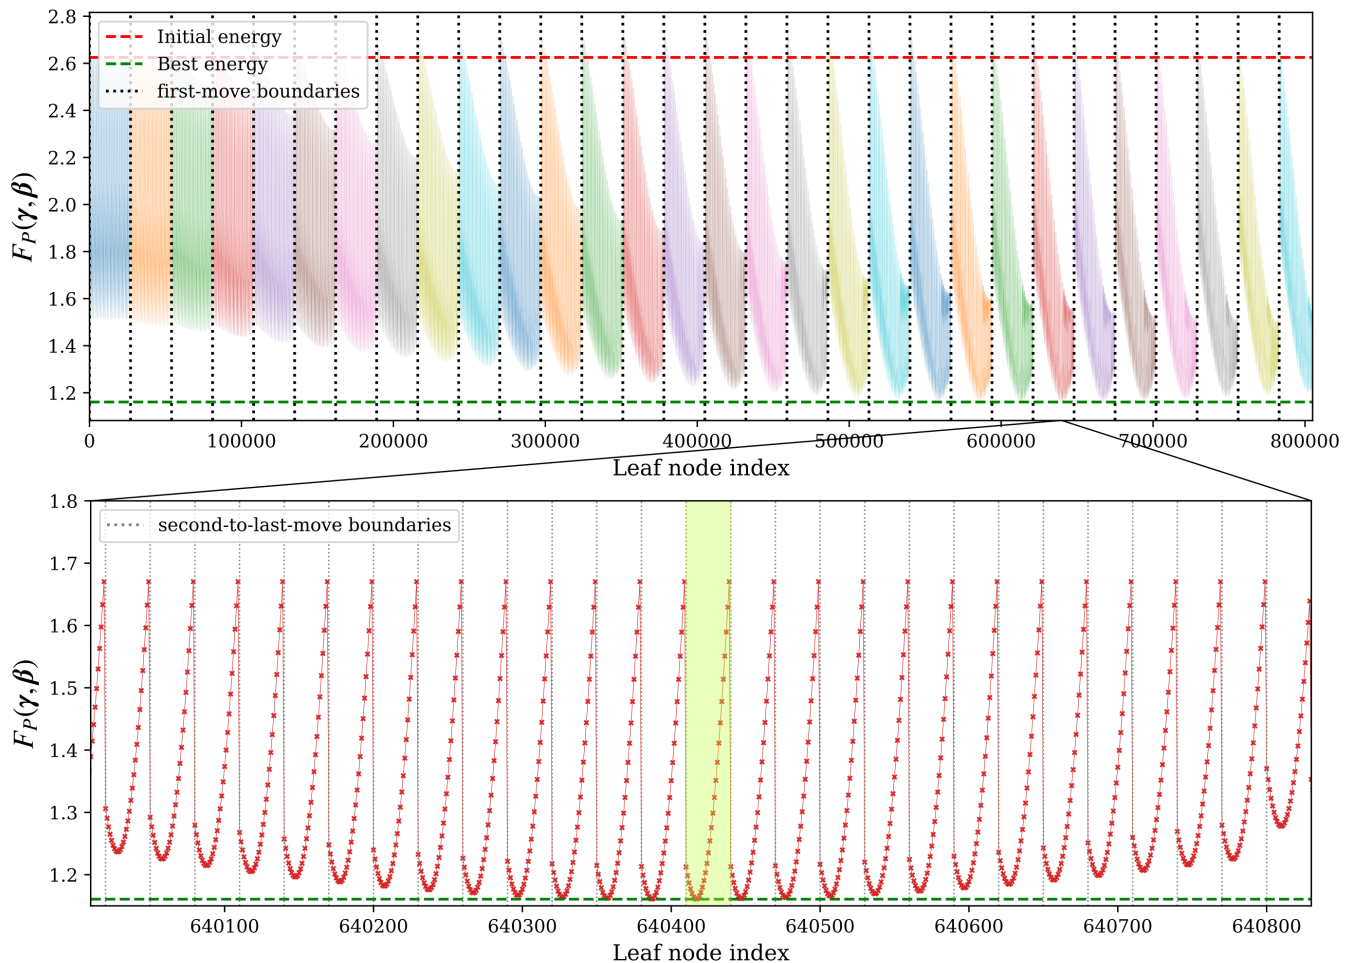 2.8
2.6
2.4
2.2
2.0
1.8
1.6
1.4
1.2
F_P(γ,β)
Initial energy
Best energy
first-move boundaries
0 100000 200000 300000 400000 500000 600000 700000 800000
Leaf node index
1.8
1.7
1.6
1.5
1.4
1.3
1.2
F_P(γ,β)
second-to-last-move boundaries
640100 640200 640300 640400 640500 640600 640700 640800
Leaf node index